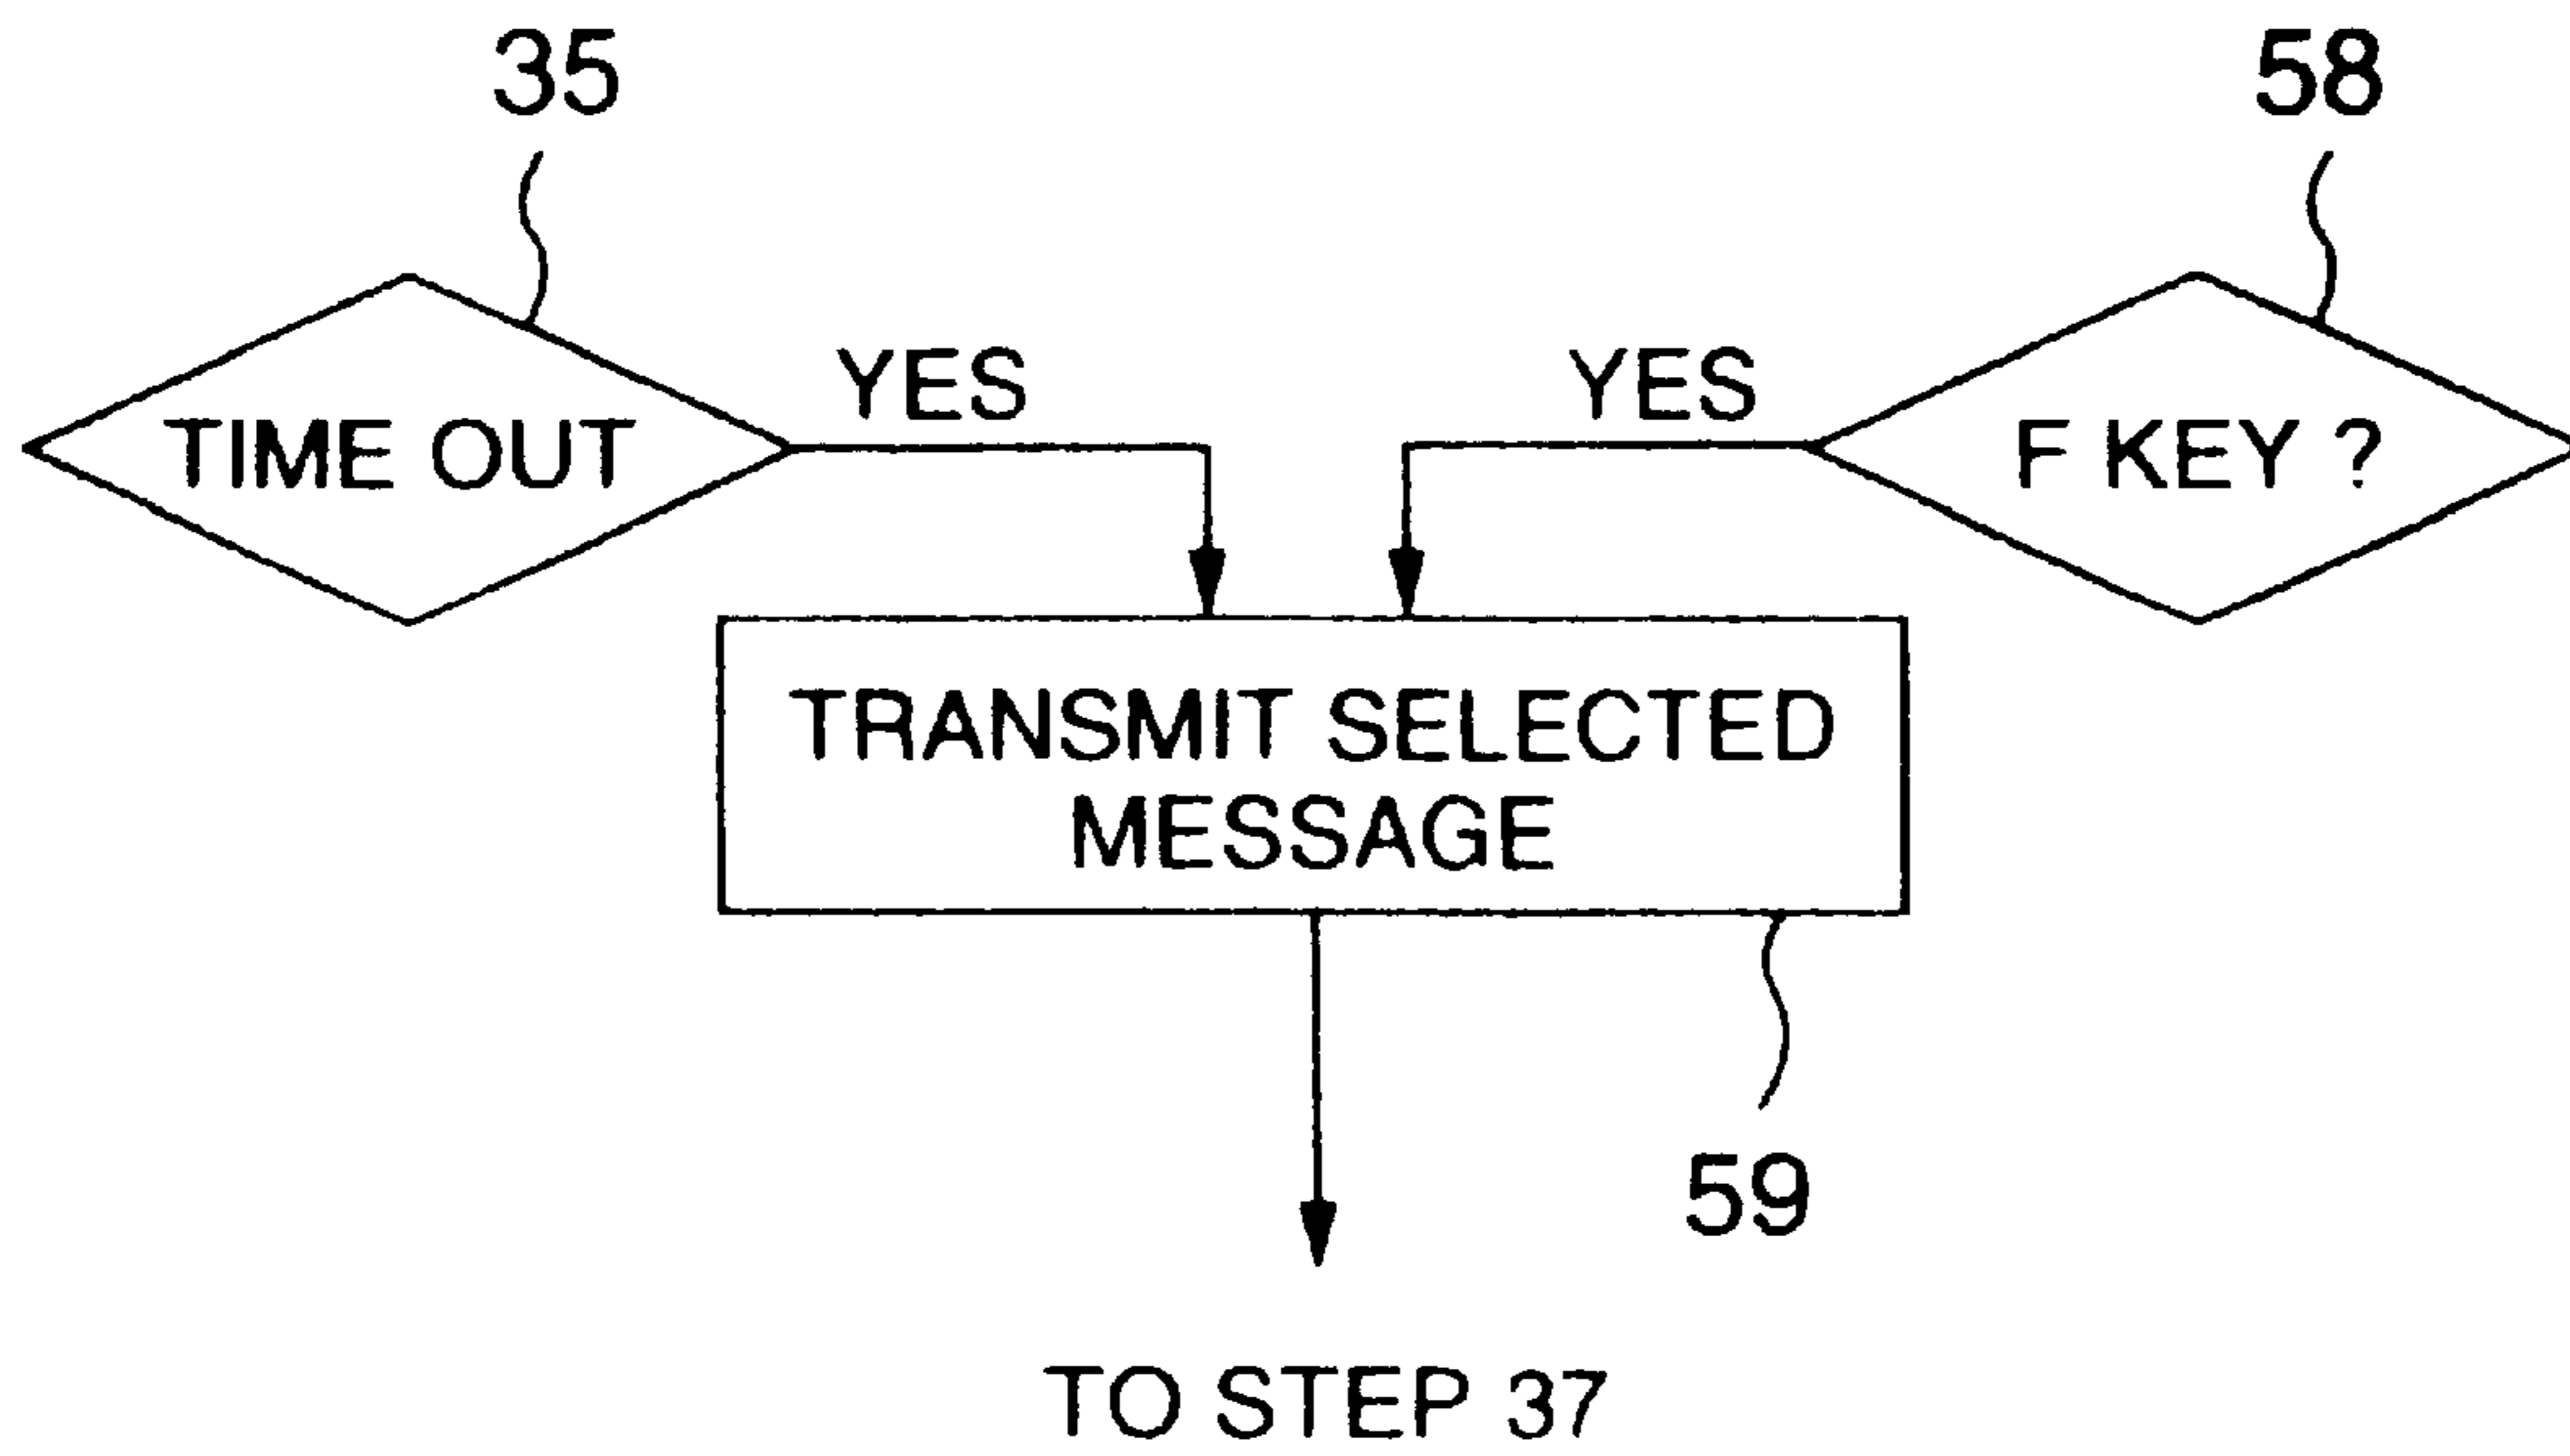 35
58
YES
YES
TIME OUT
F KEY ?
TRANSMIT SELECTED
MESSAGE
59
TO STEP 37